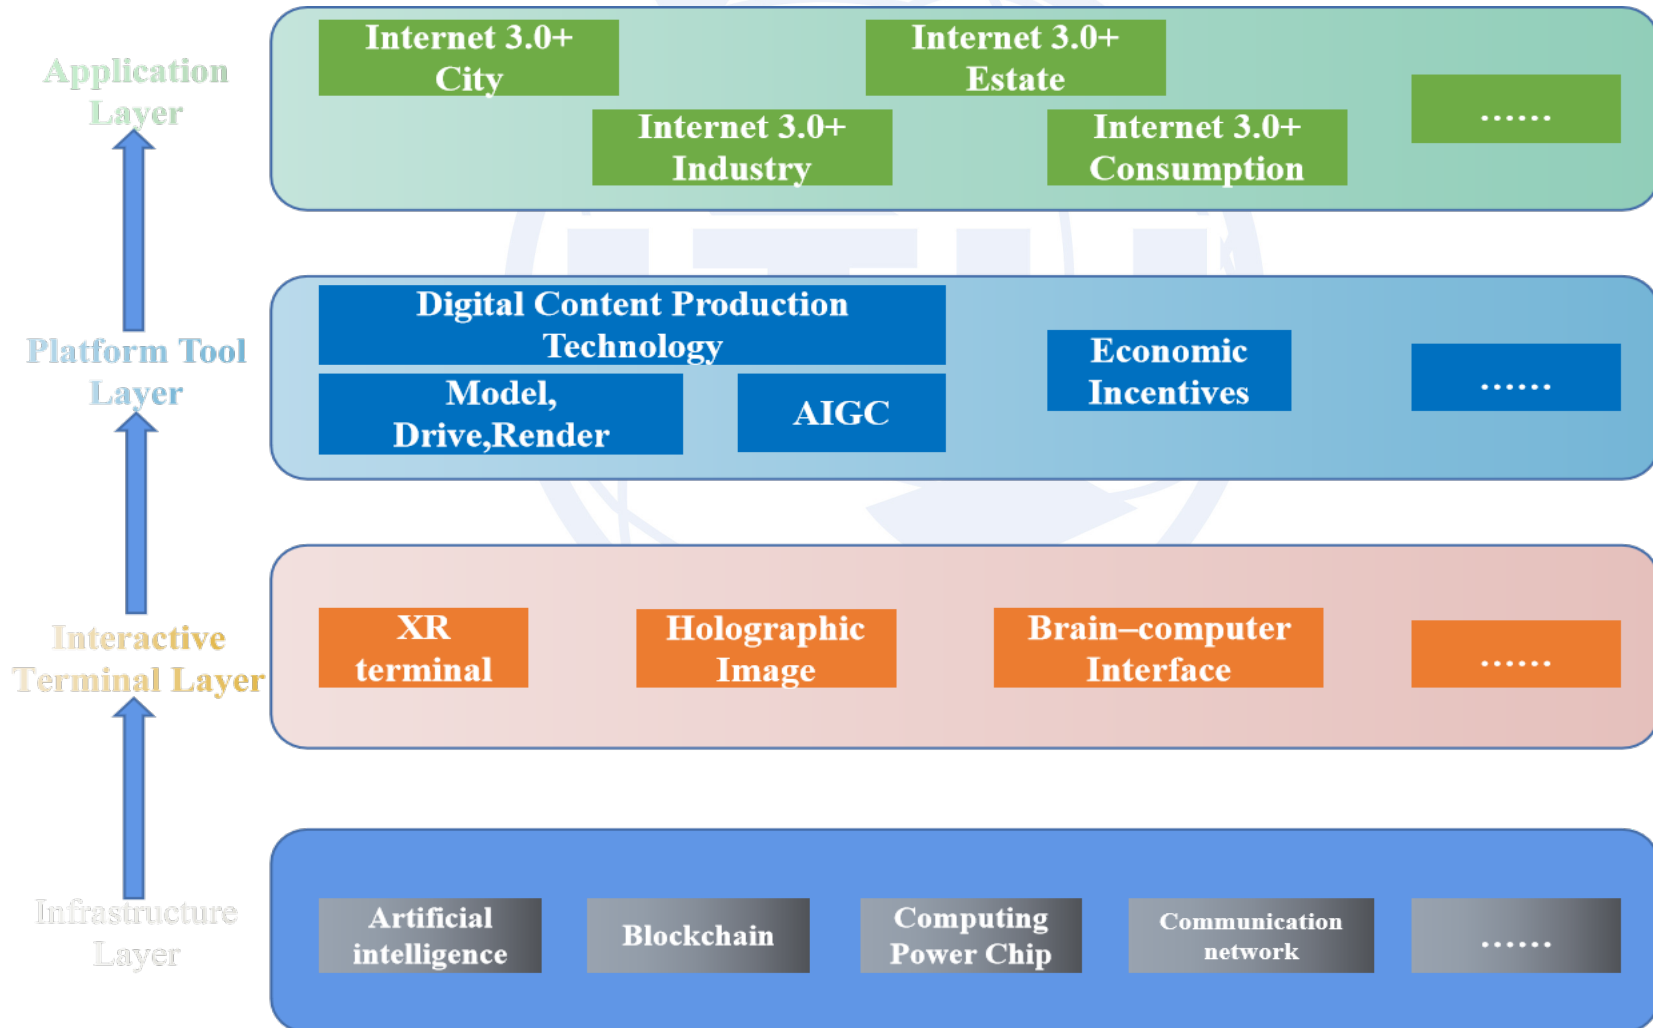 Application
Layer
Internet 3.0+
City
Internet 3.0+
Estate
Internet 3.0+
Industry
Internet 3.0+
Consumption
......
Platform Tool
Layer
Digital Content Production
Technology
Model,
Drive,Render
AIGC
Economic
Incentives
......
Interactive
Terminal Layer
XR
terminal
Holographic
Image
Brain–computer
Interface
......
Infrastructure
Layer
Artificial
intelligence
Blockchain
Computing
Power Chip
Communication
network
......
ITU